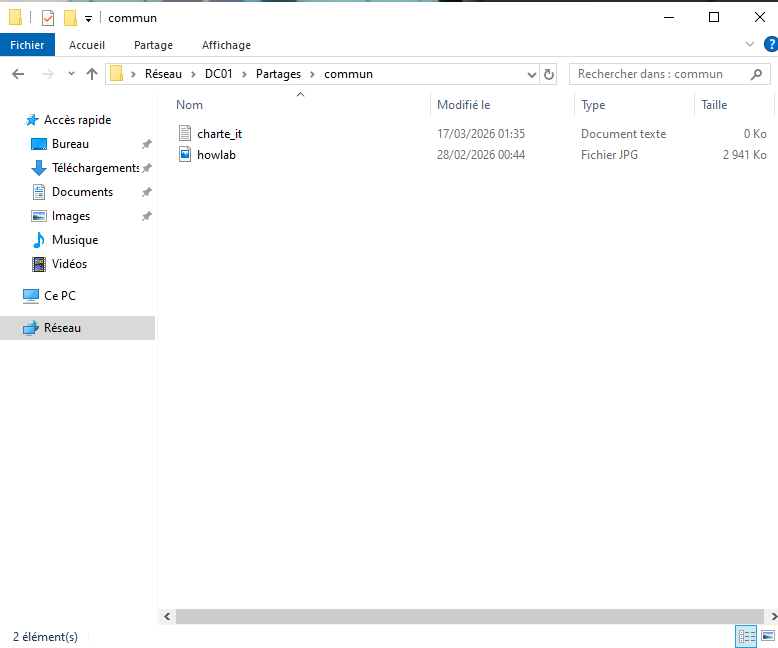 commun
Fichier Accueil Partage Affichage ?
Réseau > DC01 > Partages > commun Rechercher dans : commun
Nom Modifié le Type Taille
Accès rapide
Bureau
Téléchargements
Documents
Images
Musique
Vidéos
Ce PC
Réseau
charte_it 17/03/2026 01:35 Document texte 0 Ko
howlab 28/02/2026 00:44 Fichier JPG 2 941 Ko
2 élément(s)